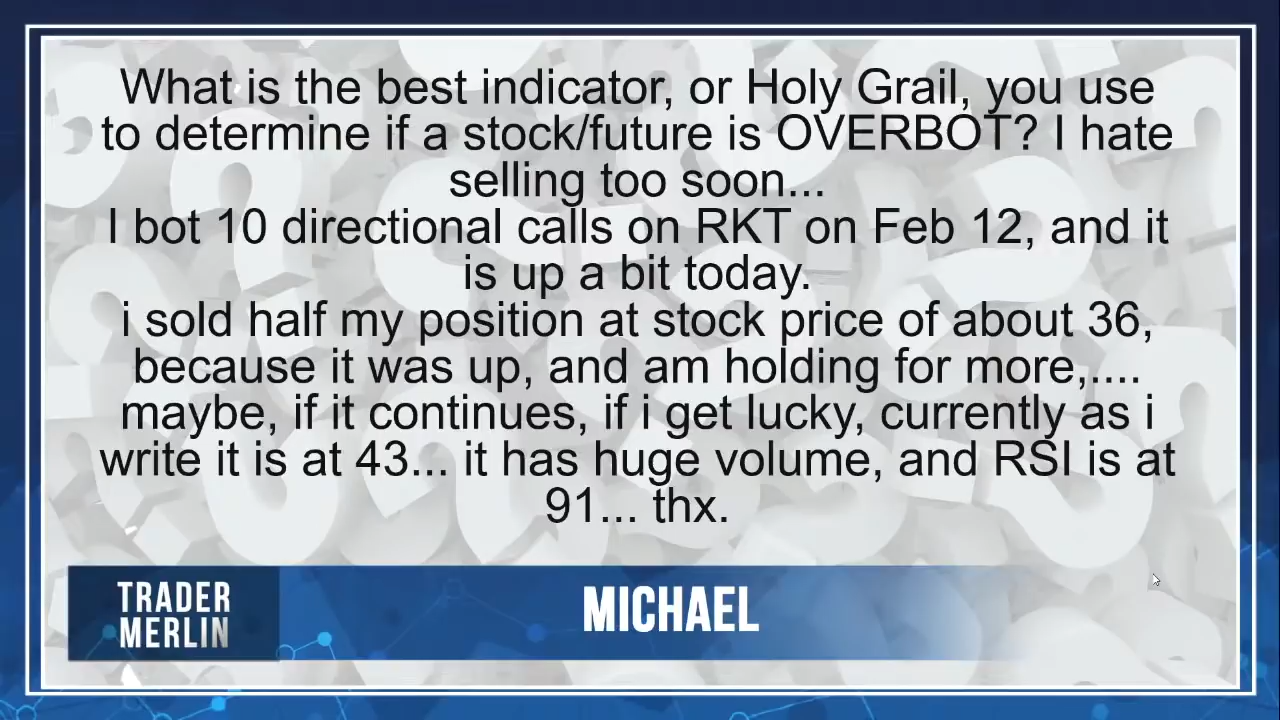 What is the best indicator, or Holy Grail, you use
to determine if a stock/future is OVERBOT? I hate
selling too soon...
I bot 10 directional calls on RKT on Feb 12, and it
is up a bit today.
i sold half my position at stock price of about 36,
because it was up, and am holding for more,....
maybe, if it continues, if i get lucky, currently as i
write it is at 43... it has huge volume, and RSI is at
91... thx.
TRADER
MERLIN
MICHAEL